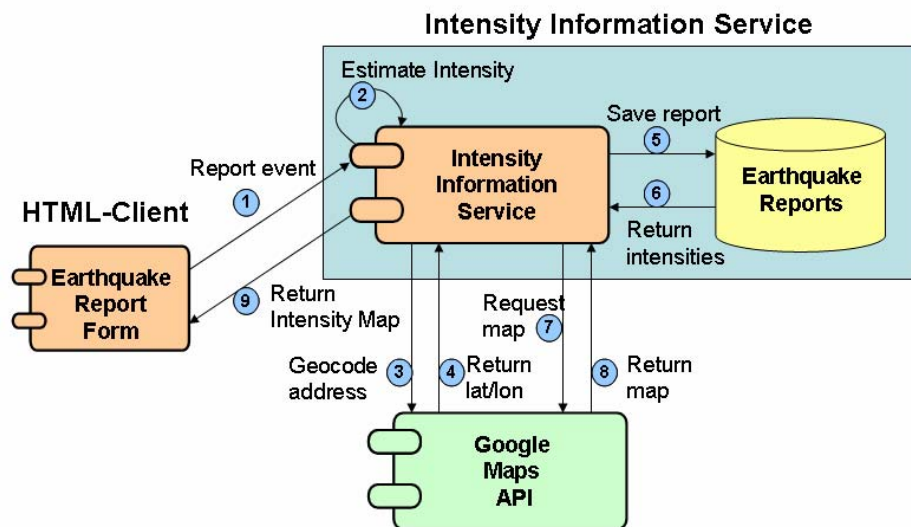 Intensity Information Service
Estimate Intensity
2
Save report
5
Intensity
Information
Service
Earthquake
Reports
6
Return
intensities
Report event
1
HTML-Client
Earthquake
Report
Form
9
Return
Intensity Map
Request
map
7
Geocode
address
3
4
Return
lat/lon
8
Return
map
Google
Maps
API